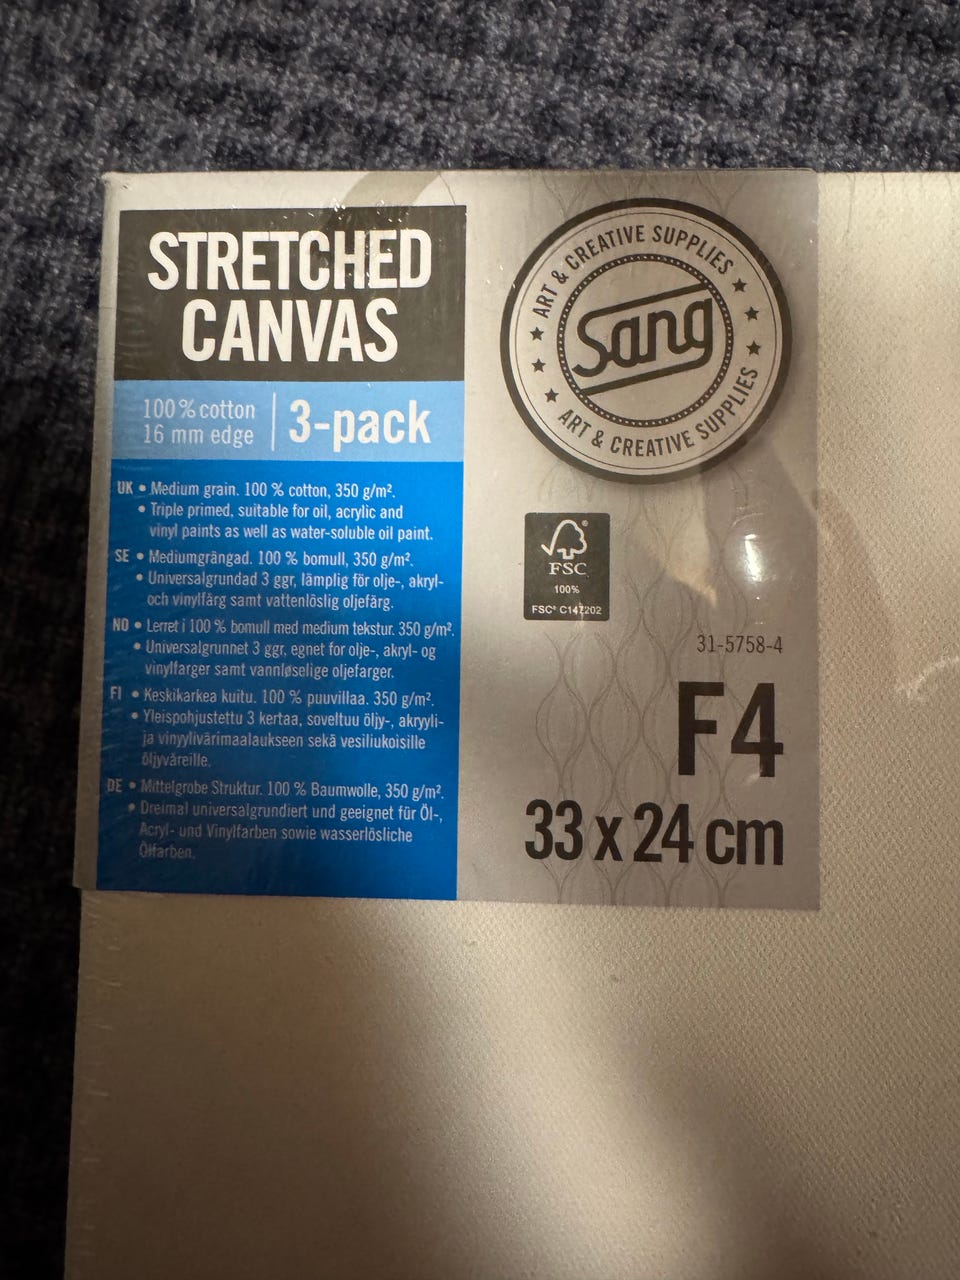 STRETCHED
CANVAS
100 % cotton
16 mm edge
3-pack
UK • Medium grain. 100 % cotton, 350 g/m².
• Triple primed, suitable for oil, acrylic and
vinyl paints as well as water-soluble oil paint.
SE • Mediumgrängad. 100 % bomull, 350 g/m².
• Universalgrundad 3 ggr, lämplig för olje-, akryl-
och vinylfärg samt vattenlöslig oljefärg.
NO • Lerret i 100 % bomull med medium tekstur. 350 g/m².
• Universalgrunnet 3 ggr, egnet for olje-, akryl- og
vinylfarger samt vannløselige oljefarger.
FI • Keskikarkea kuitu. 100 % puuvillaa. 350 g/m².
• Yleispohjustettu 3 kertaa, soveltuu öljy-, akryyli-
ja vinyylivärimaalaukseen sekä vesiliukoisille
öljyväreille.
DE • Mittelgrobe Struktur. 100 % Baumwolle, 350 g/m².
• Dreimal universalgrundiert und geeignet für Öl-,
Acryl- und Vinylfarben sowie wasserlösliche
Ölfarben.
ART & CREATIVE SUPPLIES
Sang
ART & CREATIVE SUPPLIES
FSC
100%
FSC® C147202
31-5758-4
F4
33 x 24 cm